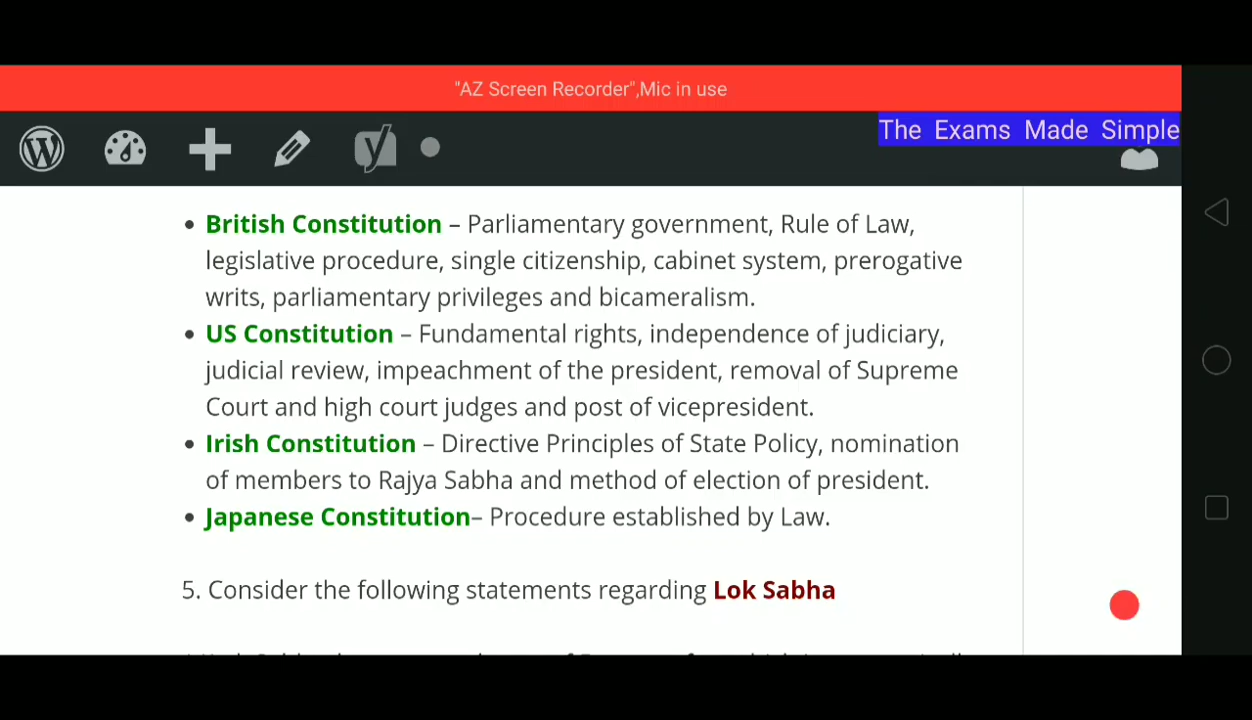 "AZ Screen Recorder",Mic in use
The Exams Made Simple
• British Constitution – Parliamentary government, Rule of Law,
legislative procedure, single citizenship, cabinet system, prerogative
writs, parliamentary privileges and bicameralism.
• US Constitution – Fundamental rights, independence of judiciary,
judicial review, impeachment of the president, removal of Supreme
Court and high court judges and post of vicepresident.
• Irish Constitution – Directive Principles of State Policy, nomination
of members to Rajya Sabha and method of election of president.
• Japanese Constitution– Procedure established by Law.
5. Consider the following statements regarding Lok Sabha